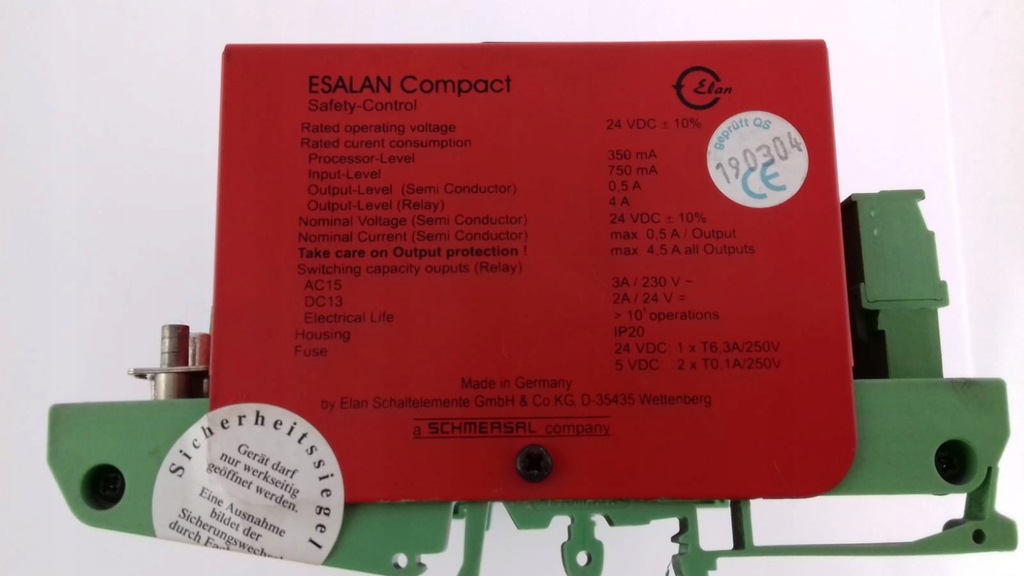 ESALAN Compact
Safety-Control
Elan
Rated operating voltage 24 VDC ± 10%
Rated curent consumption
Processor-Level 350 mA
Input-Level 750 mA
Output-Level (Semi Conductor) 0,5 A
Output-Level (Relay) 4 A
Nominal Voltage (Semi Conductor) 24 VDC ± 10%
Nominal Current (Semi Conductor) max. 0,5 A / Output
Take care on Output protection ! max. 4,5 A all Outputs
Switching capacity ouputs (Relay)
AC15 3A / 230 V ~
DC13 2A / 24 V =
Electrical Life > 10 operations
Housing IP20
Fuse 24 VDC: 1 x T6,3A/250V
5 VDC: 2 x T0,1A/250V
Made in Germany
by Elan Schaltelemente GmbH & Co.KG, D-35435 Wettenberg
a SCHMERSAL company
geprüft QS
190304
CE
Sicherheitssiegel
Gerät darf
nur werkseitig
geöffnet werden.
Eine Ausnahme
bildet der
Sicherungswechsel
durch